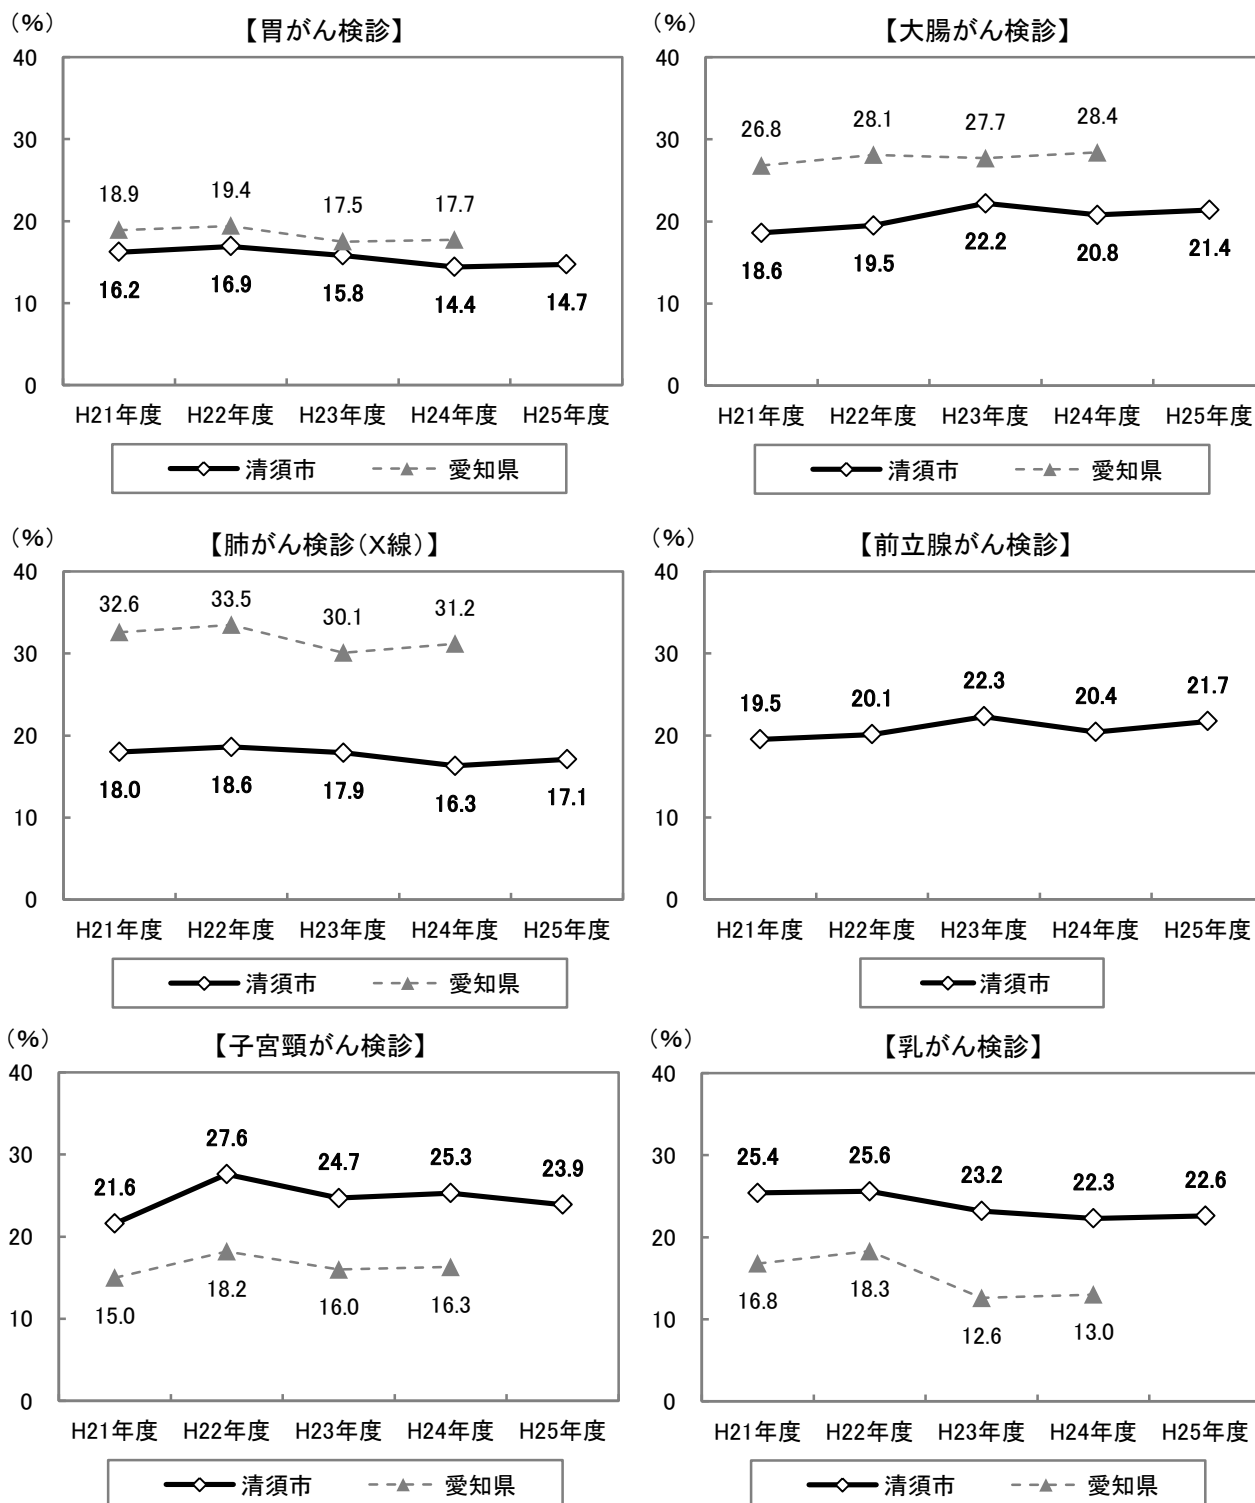 (%)
【胃がん検診】
40
30
20
10
0
18.9 19.4 17.5 17.7
16.2 16.9 15.8 14.4 14.7
H21年度 H22年度 H23年度 H24年度 H25年度
清須市 愛知県
(%)
【大腸がん検診】
40
30
20
10
0
26.8 28.1 27.7 28.4
18.6 19.5 22.2 20.8 21.4
H21年度 H22年度 H23年度 H24年度 H25年度
清須市 愛知県
(%)
【肺がん検診(X線)】
40
30
20
10
0
32.6 33.5 30.1 31.2
18.0 18.6 17.9 16.3 17.1
H21年度 H22年度 H23年度 H24年度 H25年度
清須市 愛知県
(%)
【前立腺がん検診】
40
30
20
10
0
19.5 20.1 22.3 20.4 21.7
H21年度 H22年度 H23年度 H24年度 H25年度
清須市
(%)
【子宮頸がん検診】
40
30
20
10
0
21.6 27.6 24.7 25.3 23.9
15.0 18.2 16.0 16.3
H21年度 H22年度 H23年度 H24年度 H25年度
清須市 愛知県
(%)
【乳がん検診】
40
30
20
10
0
25.4 25.6 23.2 22.3 22.6
16.8 18.3 12.6 13.0
H21年度 H22年度 H23年度 H24年度 H25年度
清須市 愛知県